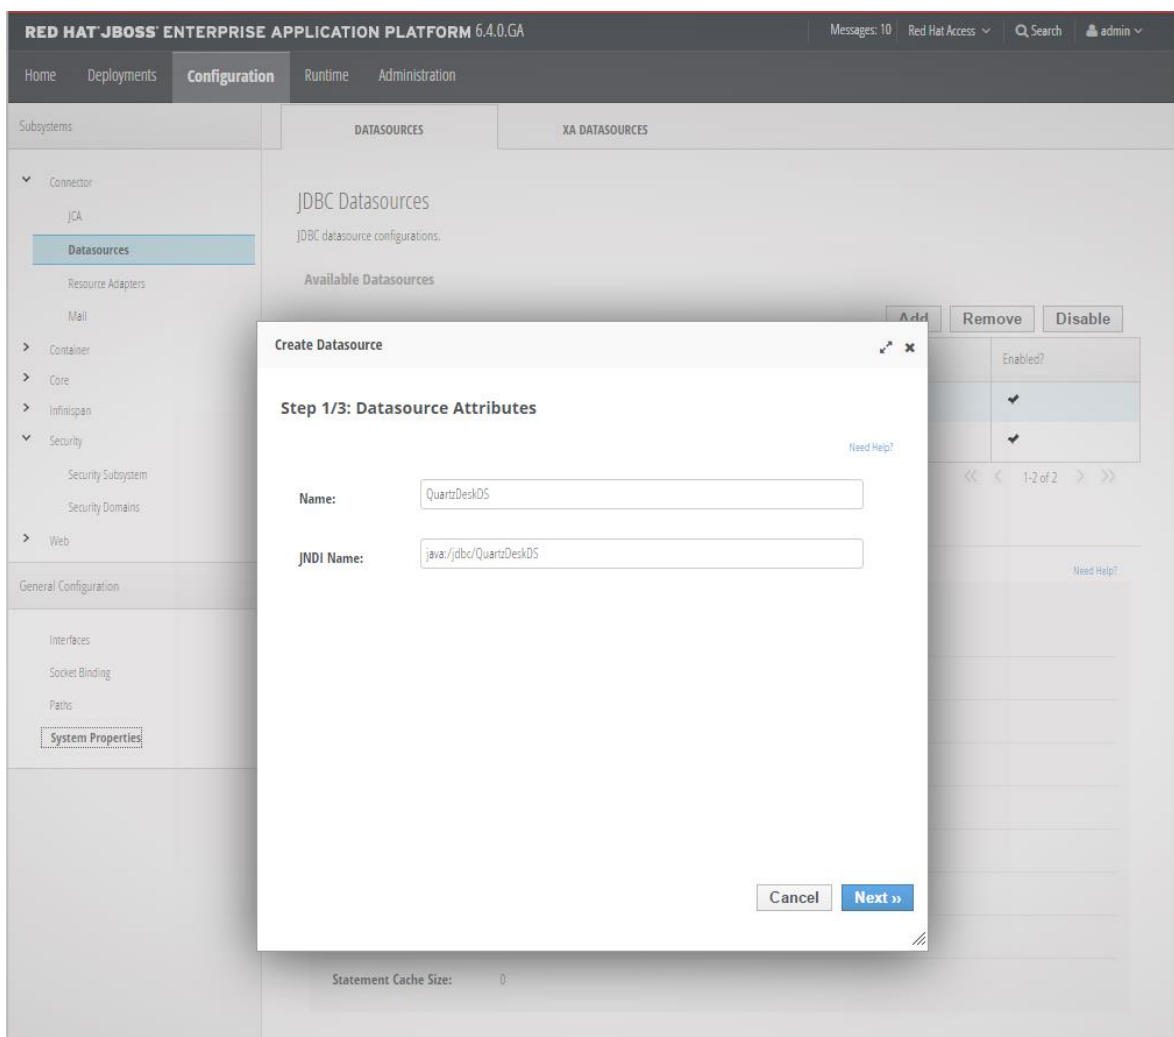 RED HAT JBOSS ENTERPRISE APPLICATION PLATFORM 6.4.0.GA
Messages: 10 Red Hat Access Search admin
Home Deployments Configuration Runtime Administration
Subsystems
DATASOURCES XA DATASOURCES
Connector
JCA
Datasources
Resource Adapters
Mail
Container
Core
Infinispan
Security
Security Subsystem
Security Domains
Web
General Configuration
Interfaces
Socket Binding
Paths
System Properties
JDBC Datasources
JDBC datasource configurations.
Available Datasources
Add Remove Disable
Enabled?
1-2 of 2
Need Help?
Create Datasource
Step 1/3: Datasource Attributes
Need Help?
Name: QuartzDeskDS
JNDI Name: java:/jdbc/QuartzDeskDS
Cancel Next »
Statement Cache Size: 0